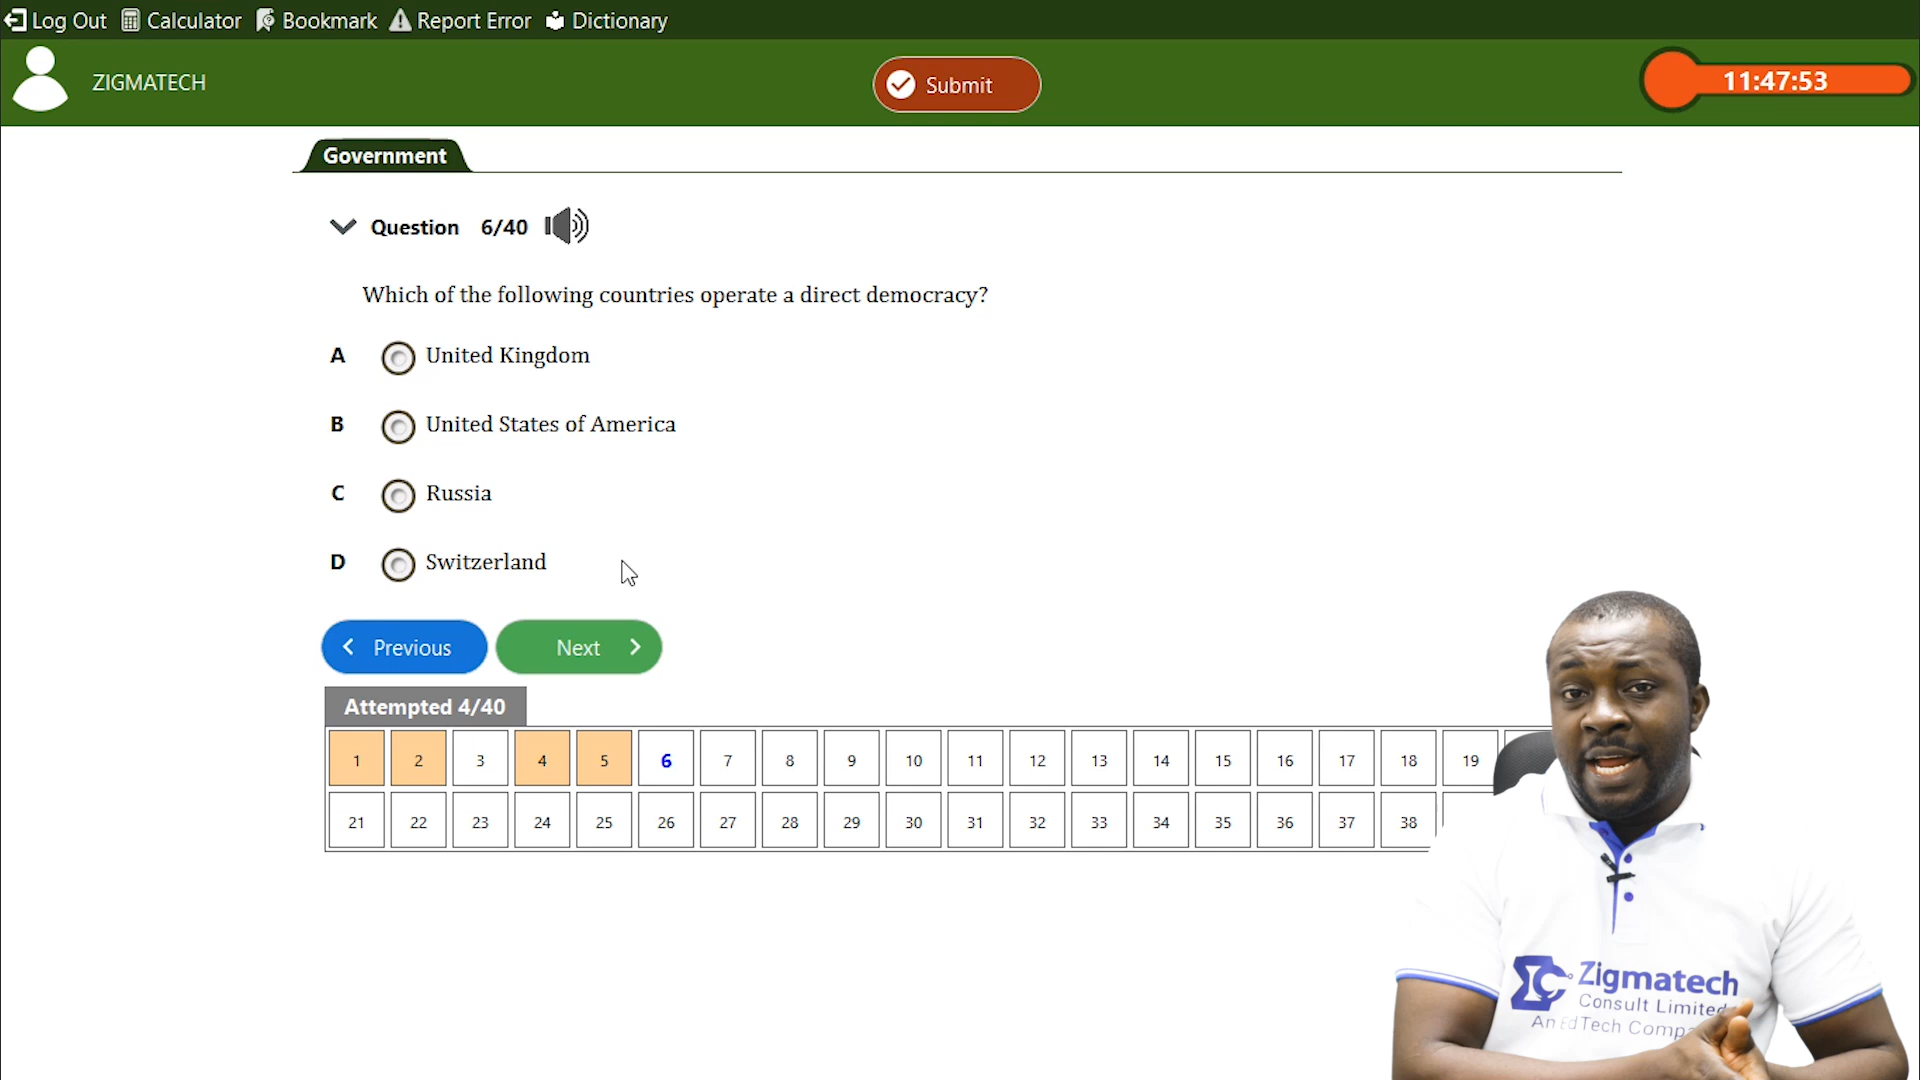 Log Out Calculator Bookmark Report Error Dictionary
ZIGMATECH
Submit
11:47:53
Government
Question 6/40
Which of the following countries operate a direct democracy?
A United Kingdom
B United States of America
C Russia
D Switzerland
Previous Next
Attempted 4/40
1 2 3 4 5 6 7 8 9 10 11 12 13 14 15 16 17 18 19
21 22 23 24 25 26 27 28 29 30 31 32 33 34 35 36 37 38
Zigmatech
Consult Limited
An EdTech